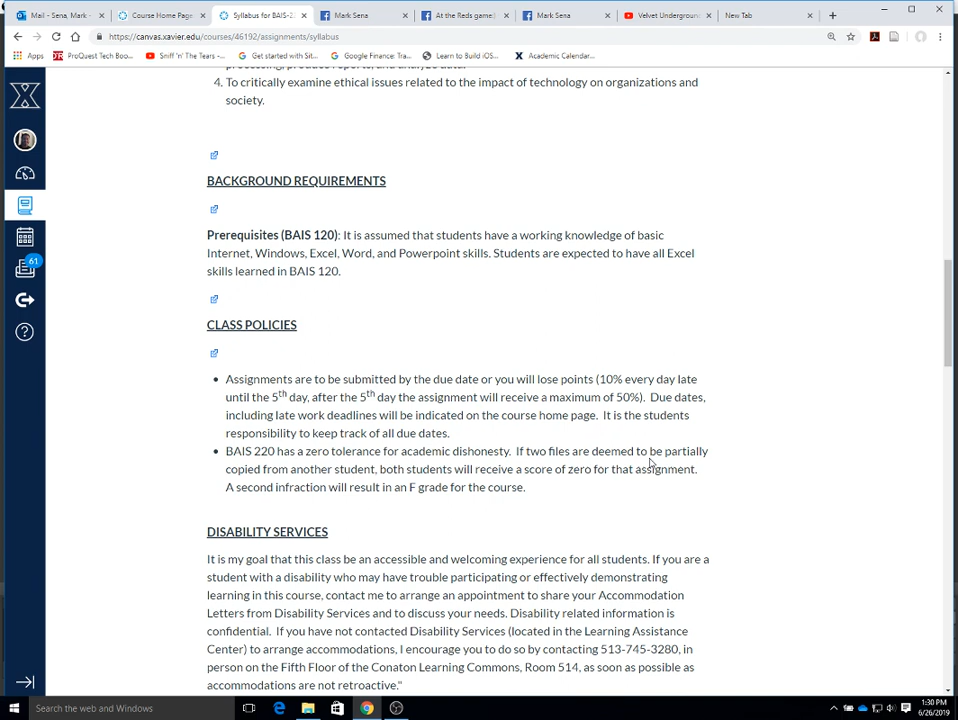 Mail - Sena, Mark -
Course Home Page
Syllabus for BAIS-2
Mark Sena
At the Reds game!
Mark Sena
Velvet Underground
New Tab
https://canvas.xavier.edu/courses/46192/assignments/syllabus
Apps
ProQuest Tech Boo...
Sniff 'n' The Tears –...
Get started with Sit...
Google Finance: Tra...
Learn to Build iOS...
Academic Calendar...
4. To critically examine ethical issues related to the impact of technology on organizations and
society.
BACKGROUND REQUIREMENTS
Prerequisites (BAIS 120): It is assumed that students have a working knowledge of basic
Internet, Windows, Excel, Word, and Powerpoint skills. Students are expected to have all Excel
skills learned in BAIS 120.
CLASS POLICIES
• Assignments are to be submitted by the due date or you will lose points (10% every day late
until the 5th day, after the 5th day the assignment will receive a maximum of 50%). Due dates,
including late work deadlines will be indicated on the course home page. It is the students
responsibility to keep track of all due dates.
• BAIS 220 has a zero tolerance for academic dishonesty. If two files are deemed to be partially
copied from another student, both students will receive a score of zero for that assignment.
A second infraction will result in an F grade for the course.
DISABILITY SERVICES
It is my goal that this class be an accessible and welcoming experience for all students. If you are a
student with a disability who may have trouble participating or effectively demonstrating
learning in this course, contact me to arrange an appointment to share your Accommodation
Letters from Disability Services and to discuss your needs. Disability related information is
confidential. If you have not contacted Disability Services (located in the Learning Assistance
Center) to arrange accommodations, I encourage you to do so by contacting 513-745-3280, in
person on the Fifth Floor of the Conaton Learning Commons, Room 514, as soon as possible as
accommodations are not retroactive."
61
Search the web and Windows
1:30 PM
6/26/2019